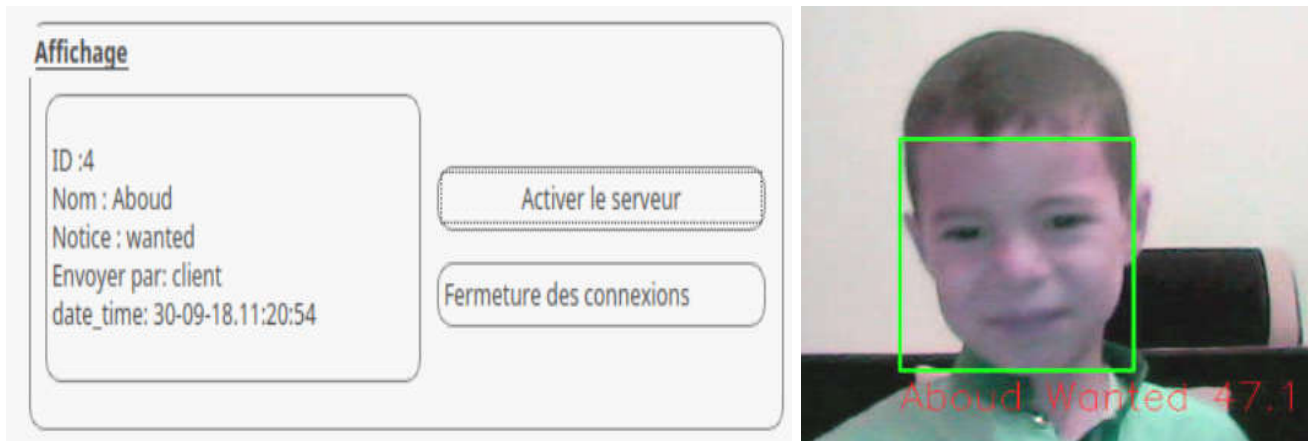 Affichage
ID :4
Nom : Aboud
Notice : wanted
Envoyer par: client
date_time: 30-09-18.11:20:54
Activer le serveur
Fermeture des connexions
Aboud Wanted 47.1